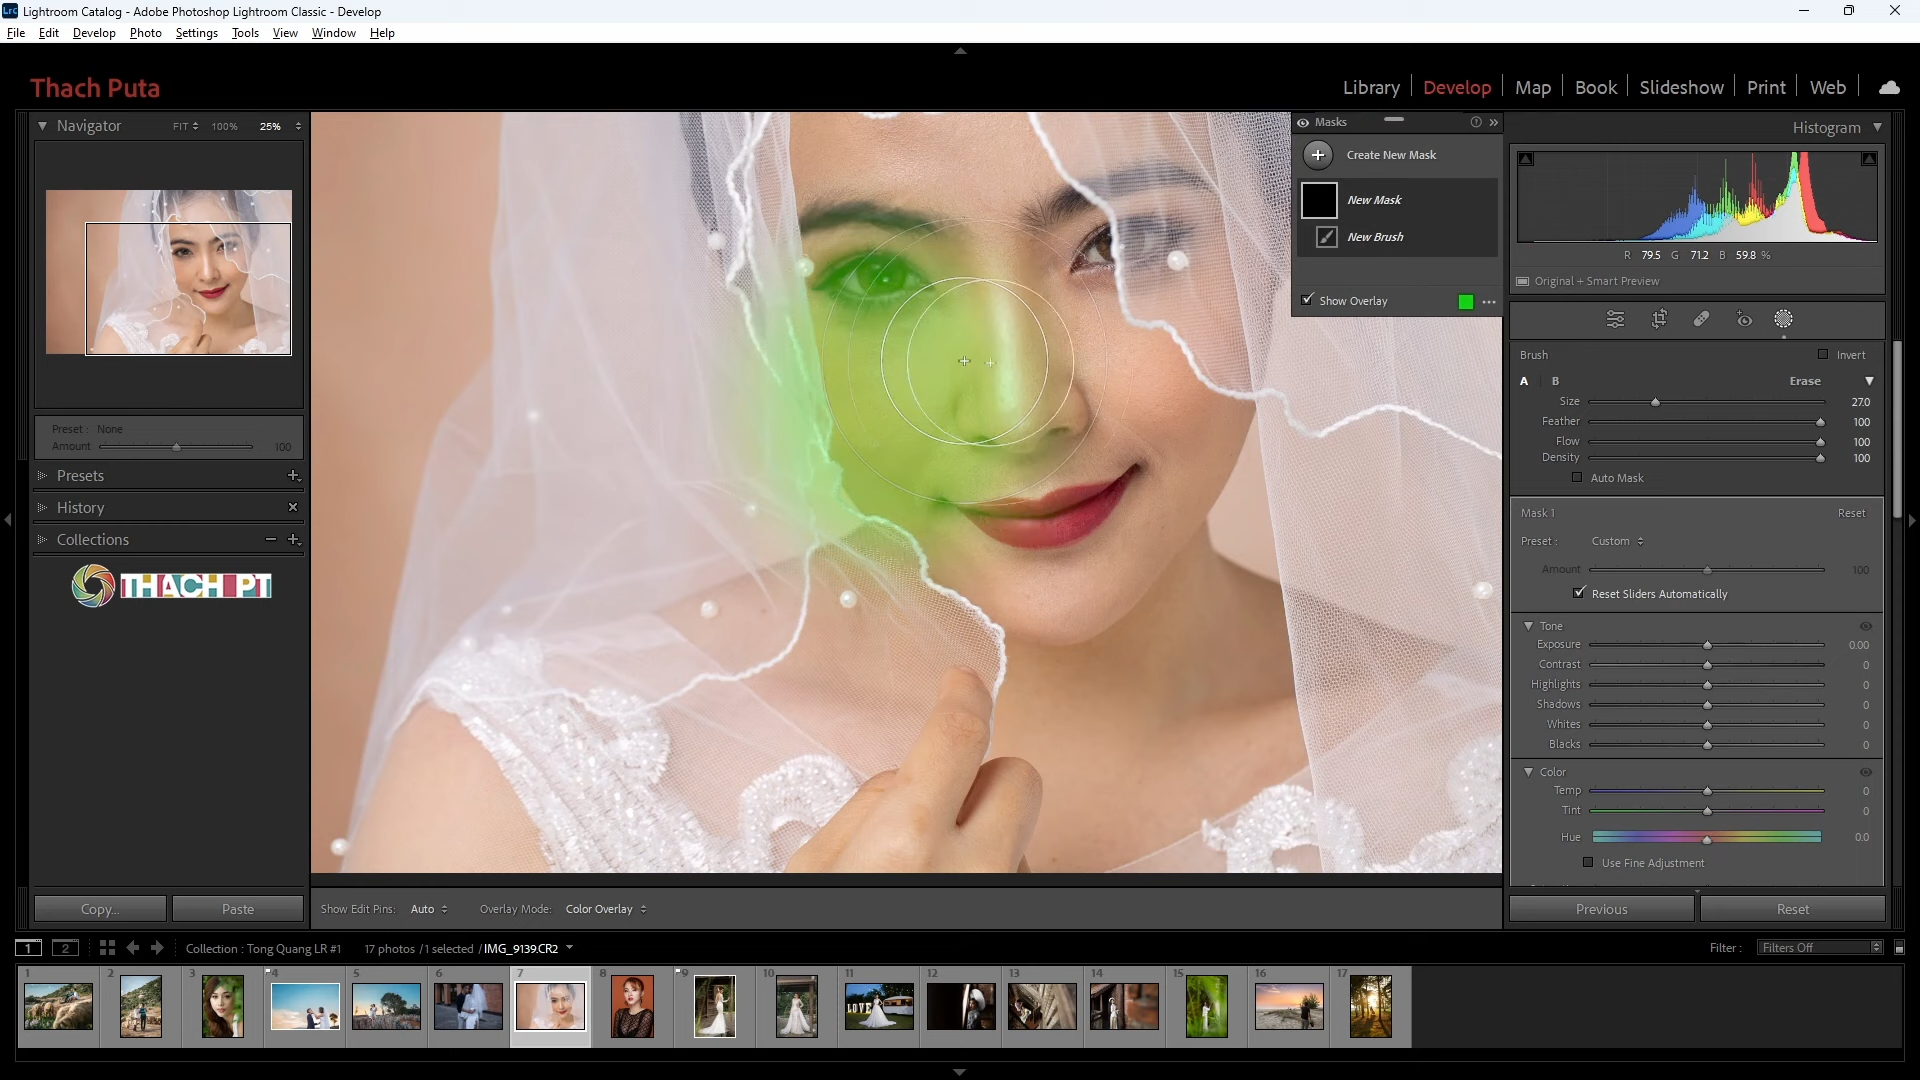 Lrc Lightroom Catalog - Adobe Photoshop Lightroom Classic - Develop
File Edit Develop Photo Settings Tools View Window Help
Thach Puta
Library Develop Map Book Slideshow Print Web
Navigator FIT 100% 25%
Preset : None
Amount 100
Presets
History
Collections
THACH PT
Copy... Paste
Masks
Create New Mask
New Mask
New Brush
Show Overlay
Histogram
R 79.5 G 71.2 B 59.8 %
Original + Smart Preview
Brush Invert
A B Erase
Size 27.0
Feather 100
Flow 100
Density 100
Auto Mask
Mask 1 Reset
Preset : Custom
Amount 100
Reset Sliders Automatically
Tone
Exposure 0.00
Contrast 0
Highlights 0
Shadows 0
Whites 0
Blacks 0
Color
Temp 0
Tint 0
Hue 0.0
Use Fine Adjustment
Previous Reset
Show Edit Pins: Auto Overlay Mode: Color Overlay
1 2 Collection : Tong Quang LR #1 17 photos / 1 selected / IMG_9139.CR2 Filter : Filters Off
1 2 3 4 5 6 7 8 9 10 11 12 13 14 15 16 17
LOVE